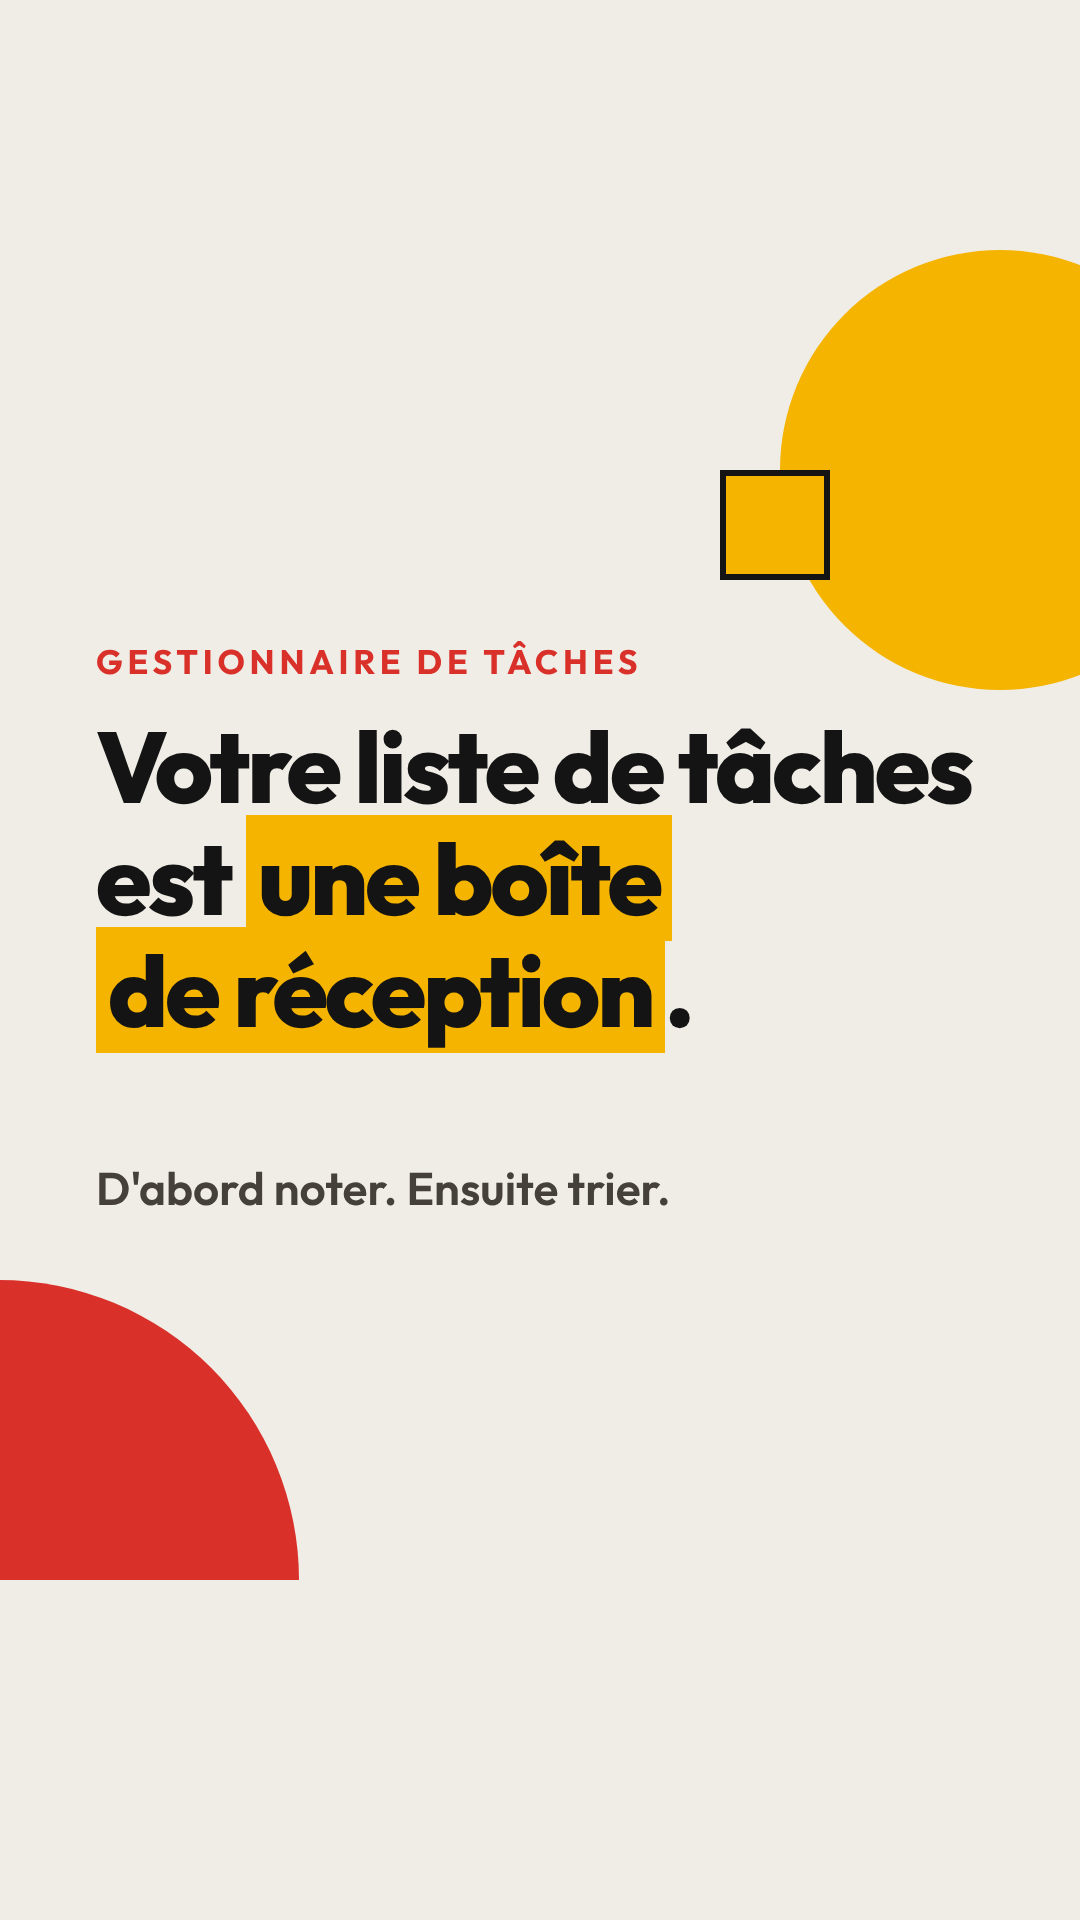 GESTIONNAIRE DE TÂCHES
Votre liste de tâches
est une boîte
de réception.
D'abord noter. Ensuite trier.